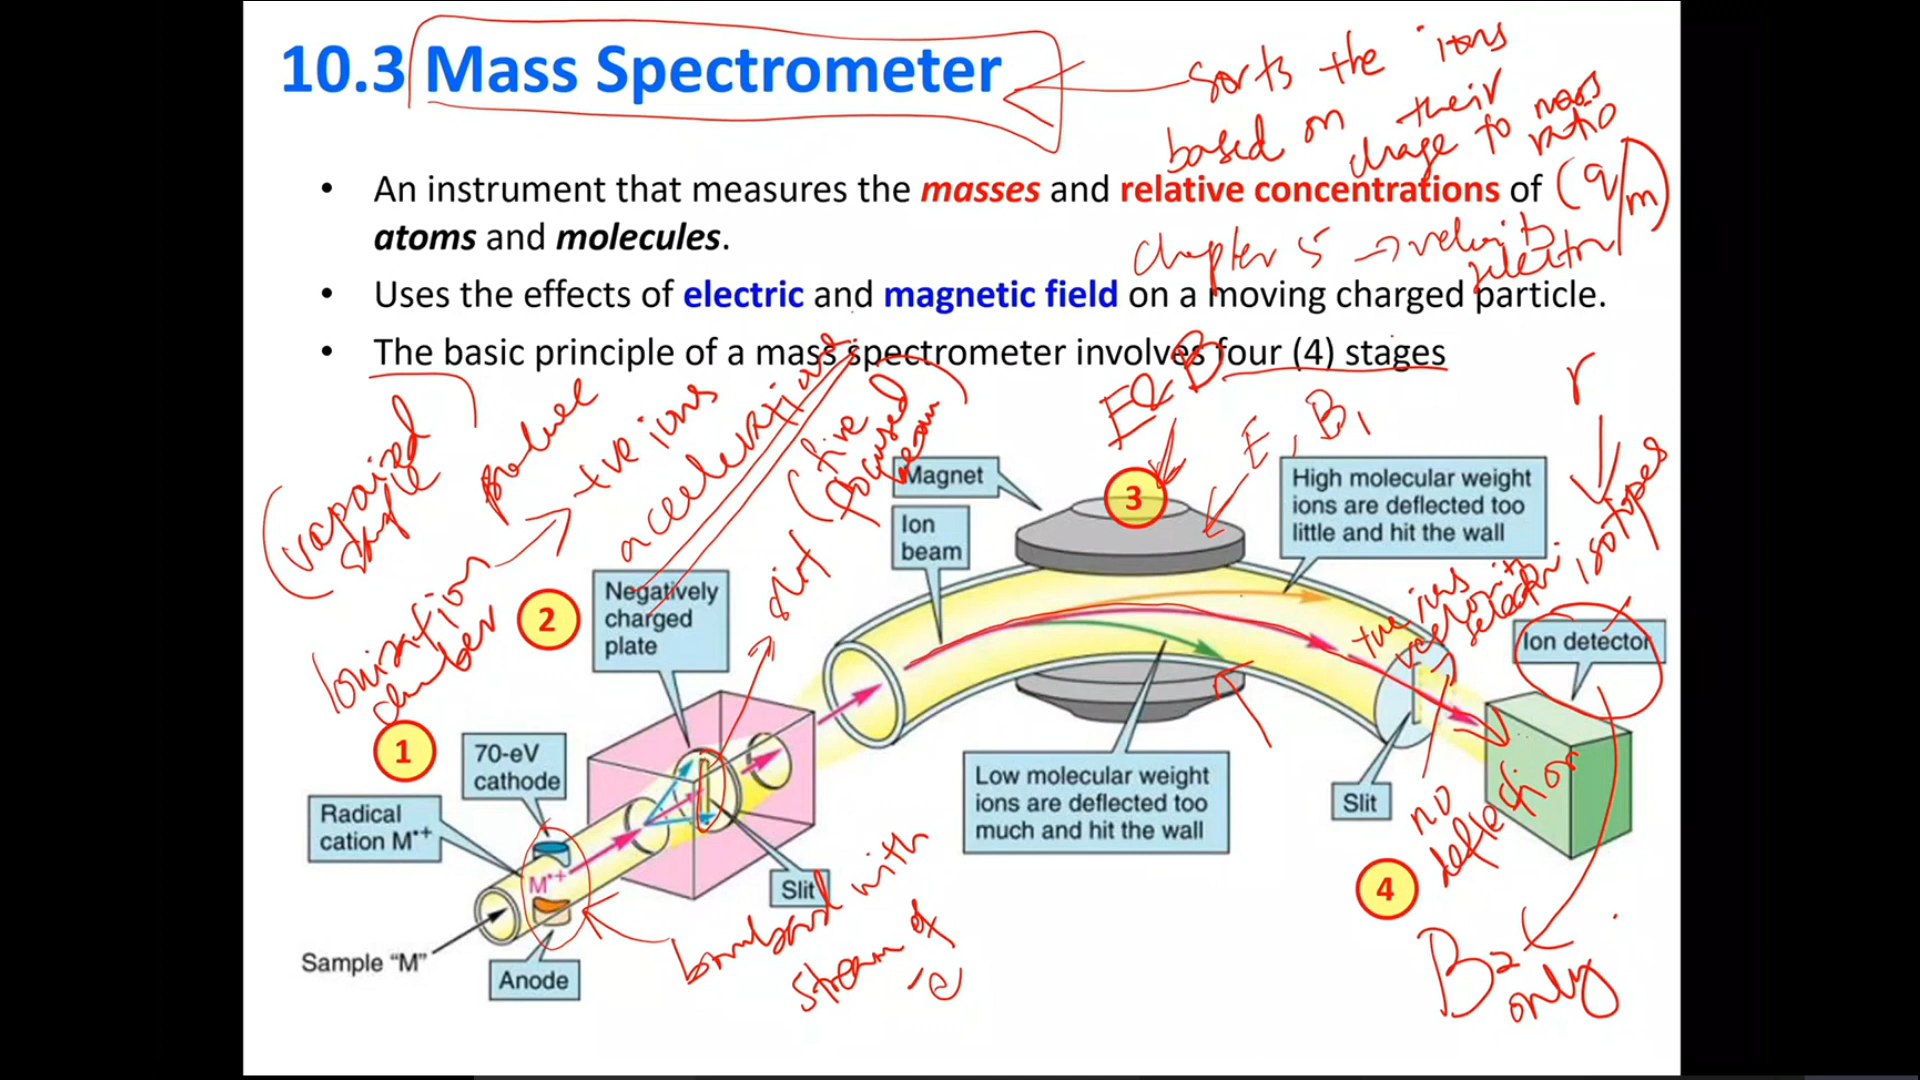 10.3 Mass Spectrometer
sorts the ions
based on their
charge to mass
ratio
(q/m)
• An instrument that measures the masses and relative concentrations of
atoms and molecules.
chapter 5 → velocity
selector
• Uses the effects of electric and magnetic field on a moving charged particle.
• The basic principle of a mass spectrometer involves four (4) stages
(vaporized
sample
produce
+ve ions
acceleration
(fine
focused
beam)
slit
E & B
E, B1
r
isotopes
Magnet
3
Ion
beam
High molecular weight
ions are deflected too
little and hit the wall
+ve ions
velocity
selector
Ionization
chamber
1
2
Negatively
charged
plate
Ion detector
70-eV
cathode
Radical
cation M•+
M•+
Low molecular weight
ions are deflected too
much and hit the wall
Slit
no
deflection
4
Slit
Sample “M”
Anode
bombard with
stream of
-e
B2
only